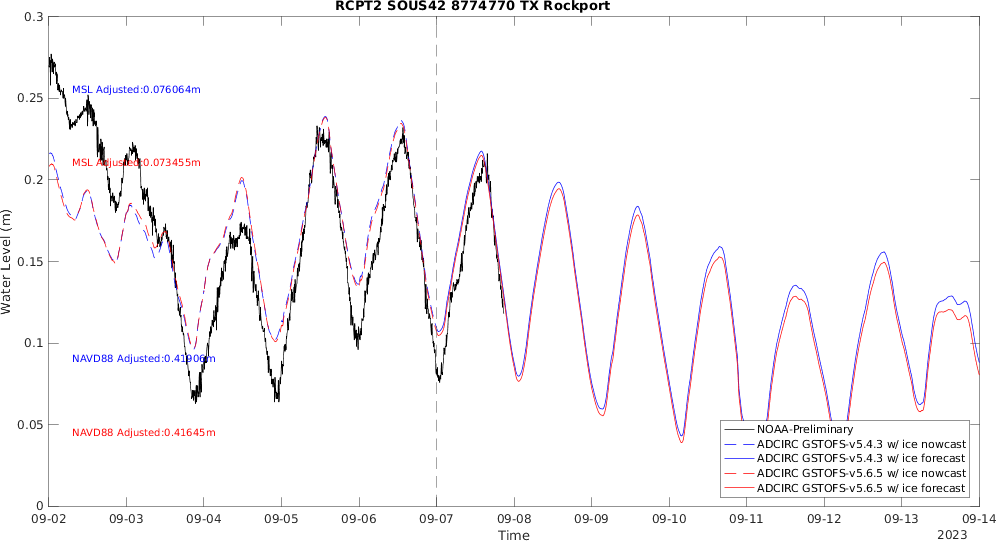 RCPT2 SOUS42 8774770 TX Rockport
0.3
0.25
0.2
0.15
0.1
0.05
0
Water Level (m)
MSL Adjusted:0.076064m
MSL Adjusted:0.073455m
NAVD88 Adjusted:0.41906m
NAVD88 Adjusted:0.41645m
NOAA-Preliminary
ADCIRC GSTOFS-v5.4.3 w/ ice nowcast
ADCIRC GSTOFS-v5.4.3 w/ ice forecast
ADCIRC GSTOFS-v5.6.5 w/ ice nowcast
ADCIRC GSTOFS-v5.6.5 w/ ice forecast
09-02 09-03 09-04 09-05 09-06 09-07 09-08 09-09 09-10 09-11 09-12 09-13 09-14
Time
2023